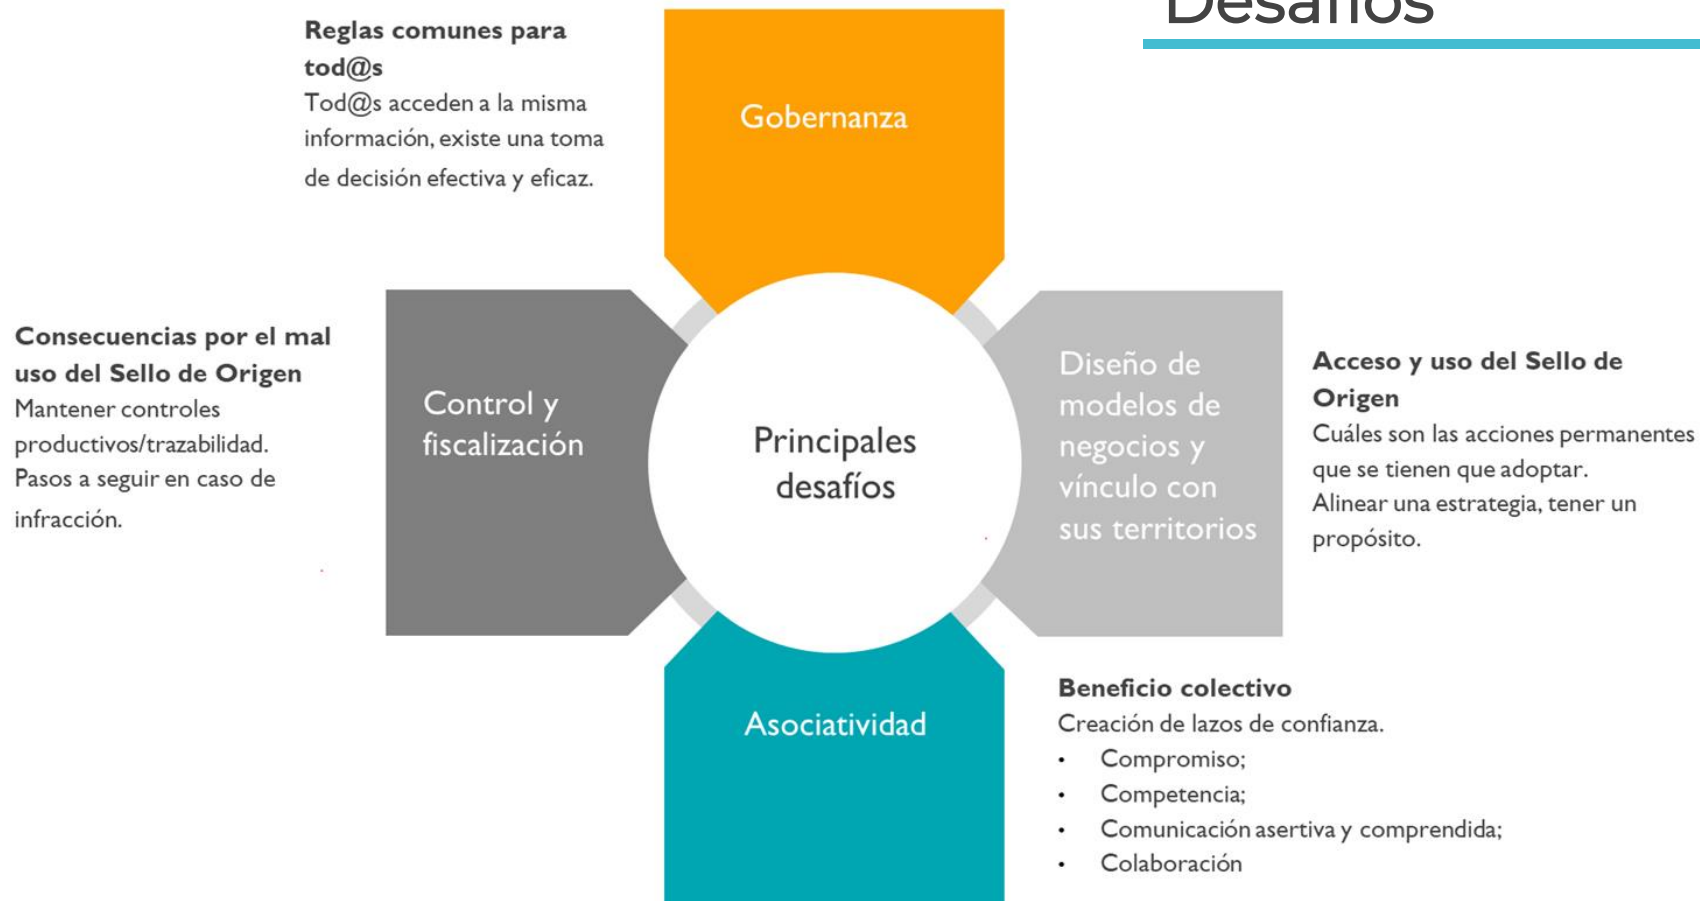 Desafíos
Reglas comunes para
tod@s
Tod@s acceden a la misma
información, existe una toma
de decisión efectiva y eficaz.
Gobernanza
Consecuencias por el mal
uso del Sello de Origen
Mantener controles
productivos/trazabilidad.
Pasos a seguir en caso de
infracción.
Control y
fiscalización
Principales
desafíos
Diseño de
modelos de
negocios y
vínculo con
sus territorios
Acceso y uso del Sello de
Origen
Cuáles son las acciones permanentes
que se tienen que adoptar.
Alinear una estrategia, tener un
propósito.
Asociatividad
Beneficio colectivo
Creación de lazos de confianza.
• Compromiso;
• Competencia;
• Comunicación asertiva y comprendida;
• Colaboración